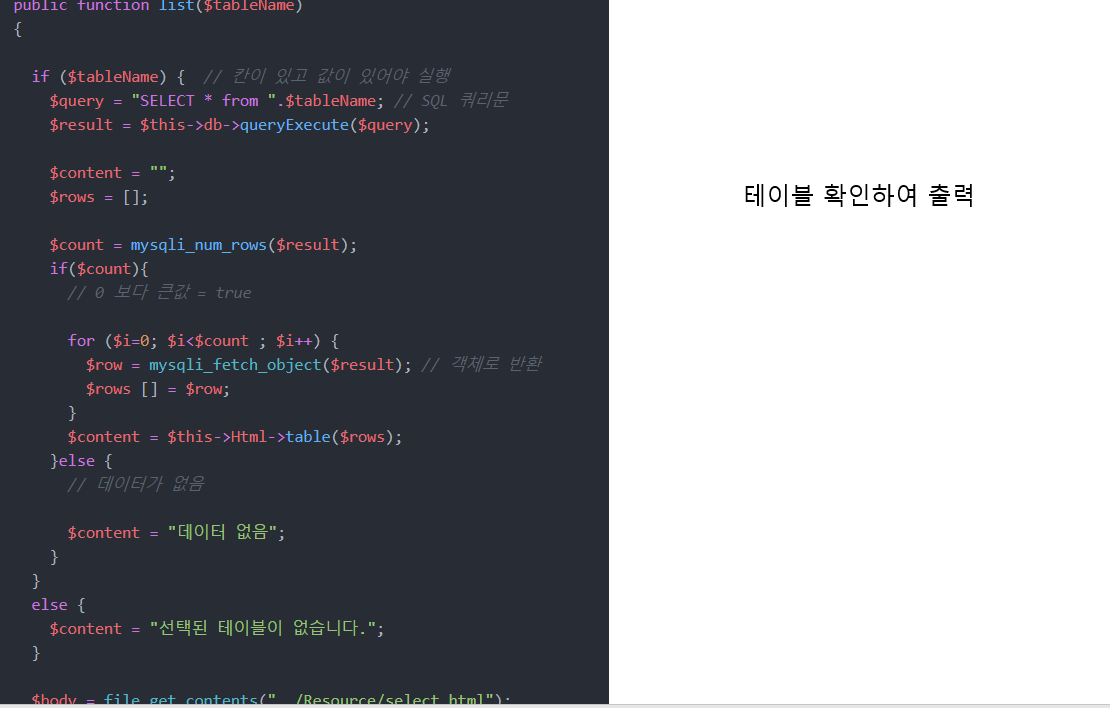 public function list($tableName)
{
if ($tableName) {  // 칸이 있고 값이 있어야 실행
$query = "SELECT * from ".$tableName; // SQL 쿼리문
$result = $this->db->queryExecute($query);
$content = "";
$rows = [];
$count = mysqli_num_rows($result);
if($count){
// 0 보다 큰값 = true
for ($i=0; $i<$count ; $i++) {
$row = mysqli_fetch_object($result); // 객체로 반환
$rows [] = $row;
}
$content = $this->Html->table($rows);
}else {
// 데이터가 없음
$content = "데이터 없음";
}
}
else {
$content = "선택된 테이블이 없습니다.";
}
$body = file_get_contents("../Resource/select.html");
테이블 확인하여 출력